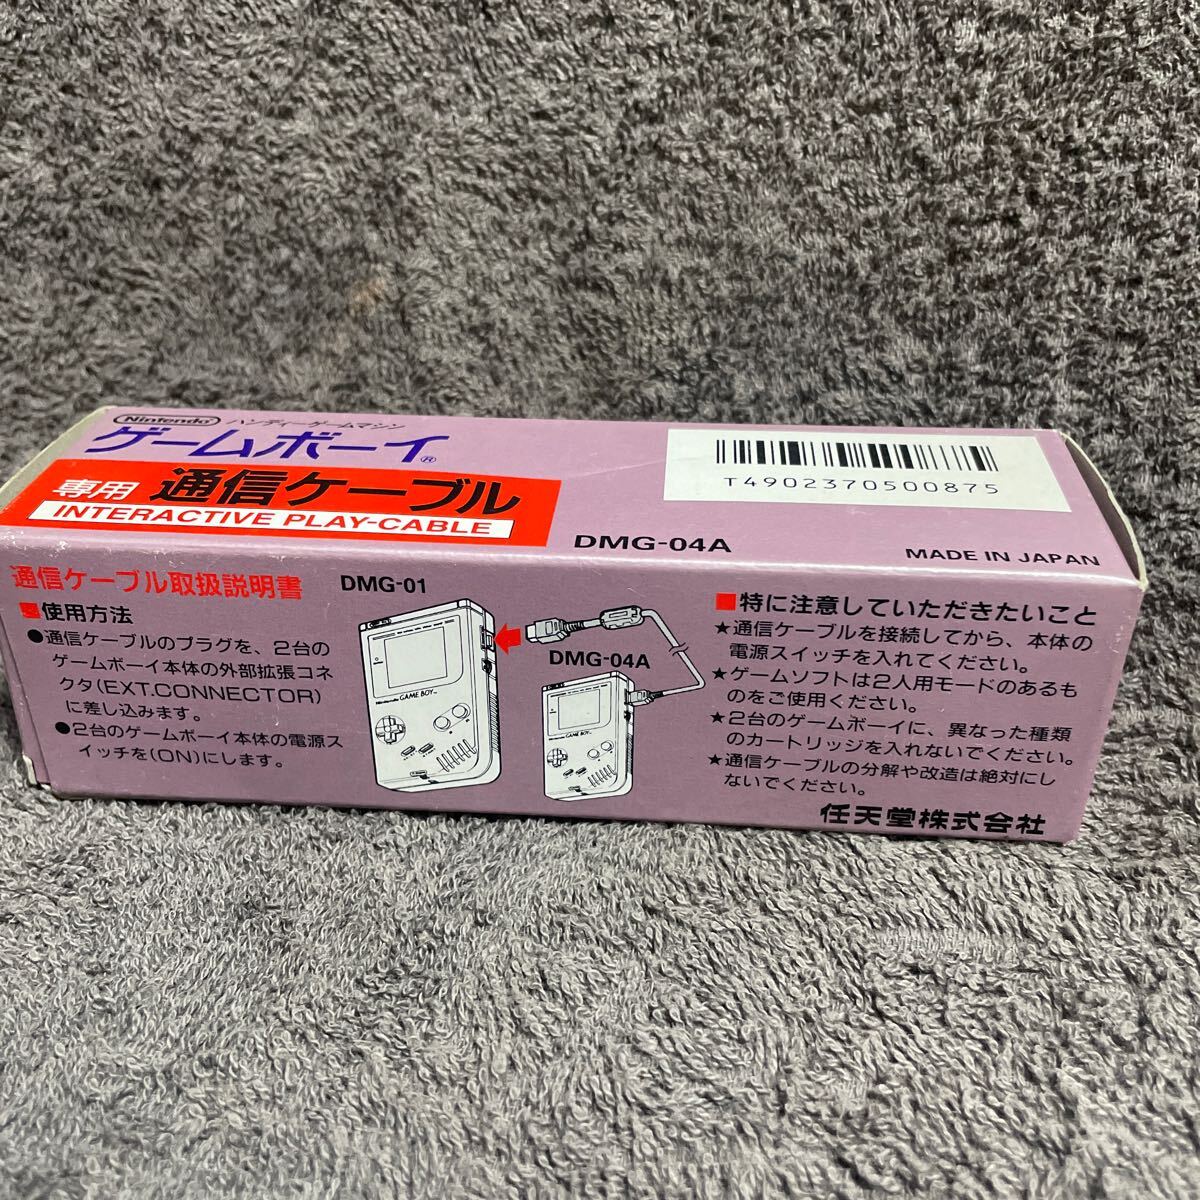 Nintendo ハンディーゲームマシン
ゲームボーイ®
専用 通信ケーブル
INTERACTIVE PLAY-CABLE
T4902370500875
DMG-04A
MADE IN JAPAN
通信ケーブル取扱説明書
■使用方法
●通信ケーブルのプラグを、2台の
ゲームボーイ本体の外部拡張コネ
クタ(EXT.CONNECTOR)
に差し込みます。
●2台のゲームボーイ本体の電源ス
イッチを(ON)にします。
DMG-01
Nintendo GAME BOY™
DMG-04A
Nintendo GAME BOY™
■特に注意していただきたいこと
★通信ケーブルを接続してから、本体の
電源スイッチを入れてください。
★ゲームソフトは2人用モードのあるも
のをご使用ください。
★2台のゲームボーイに、異なった種類
のカートリッジを入れないでください。
★通信ケーブルの分解や改造は絶対にし
ないでください。
任天堂株式会社